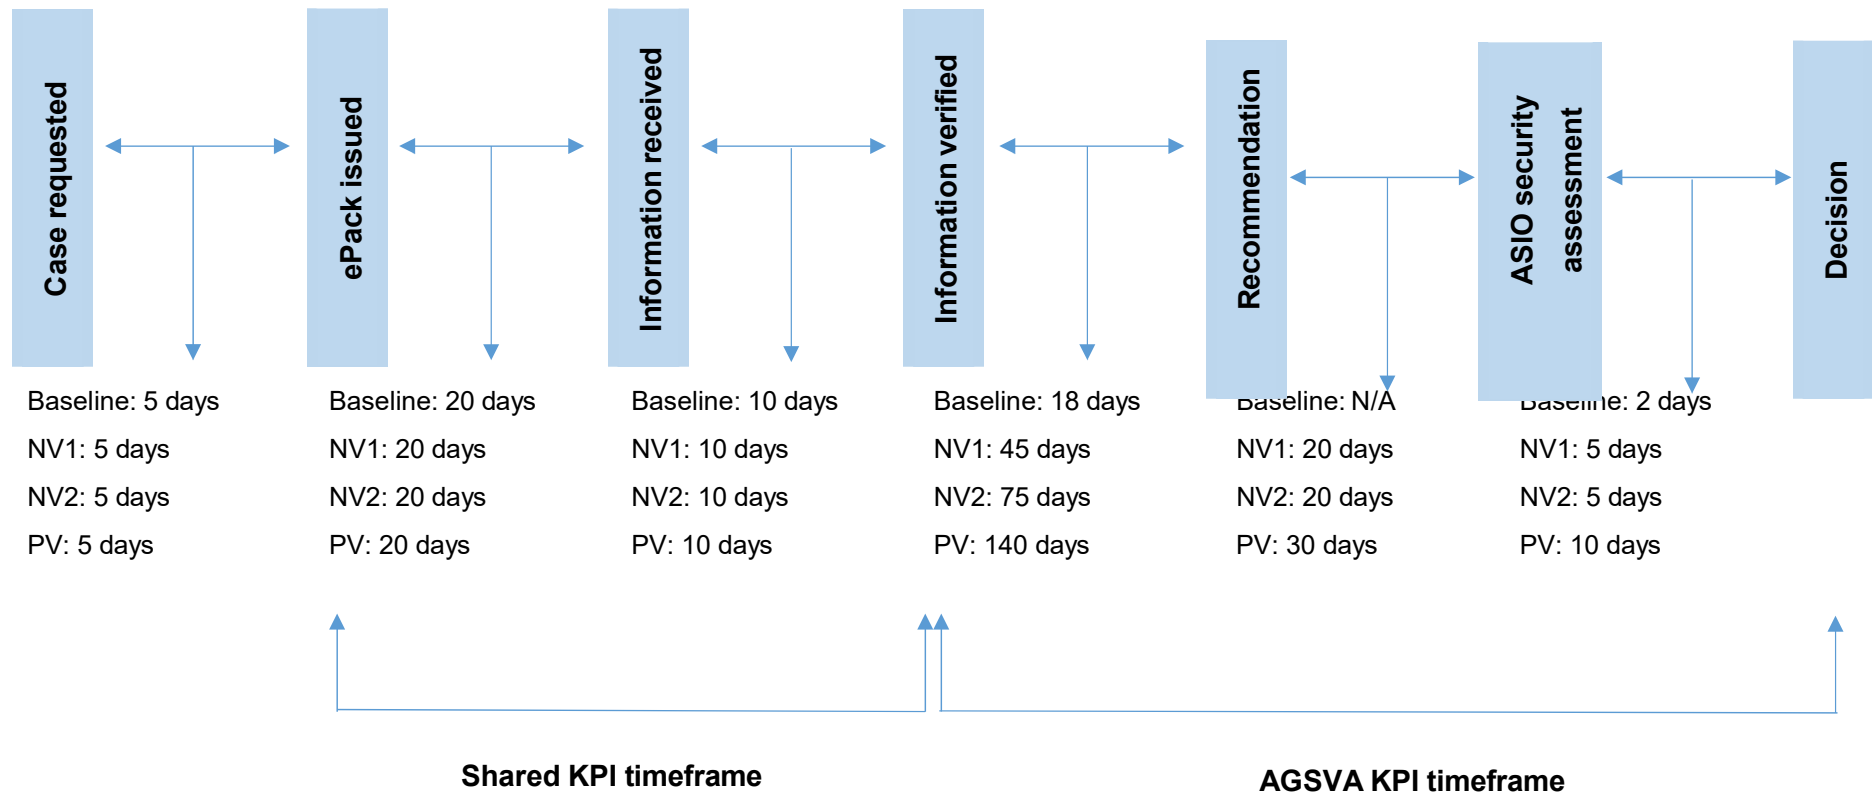 Case requested
ePack issued
Information received
Information verified
Recommendation
ASIO security
assessment
Decision
Baseline: 5 days
NV1: 5 days
NV2: 5 days
PV: 5 days
Baseline: 20 days
NV1: 20 days
NV2: 20 days
PV: 20 days
Baseline: 10 days
NV1: 10 days
NV2: 10 days
PV: 10 days
Baseline: 18 days
NV1: 45 days
NV2: 75 days
PV: 140 days
Baseline: N/A
NV1: 20 days
NV2: 20 days
PV: 30 days
Baseline: 2 days
NV1: 5 days
NV2: 5 days
PV: 10 days
Shared KPI timeframe
AGSVA KPI timeframe